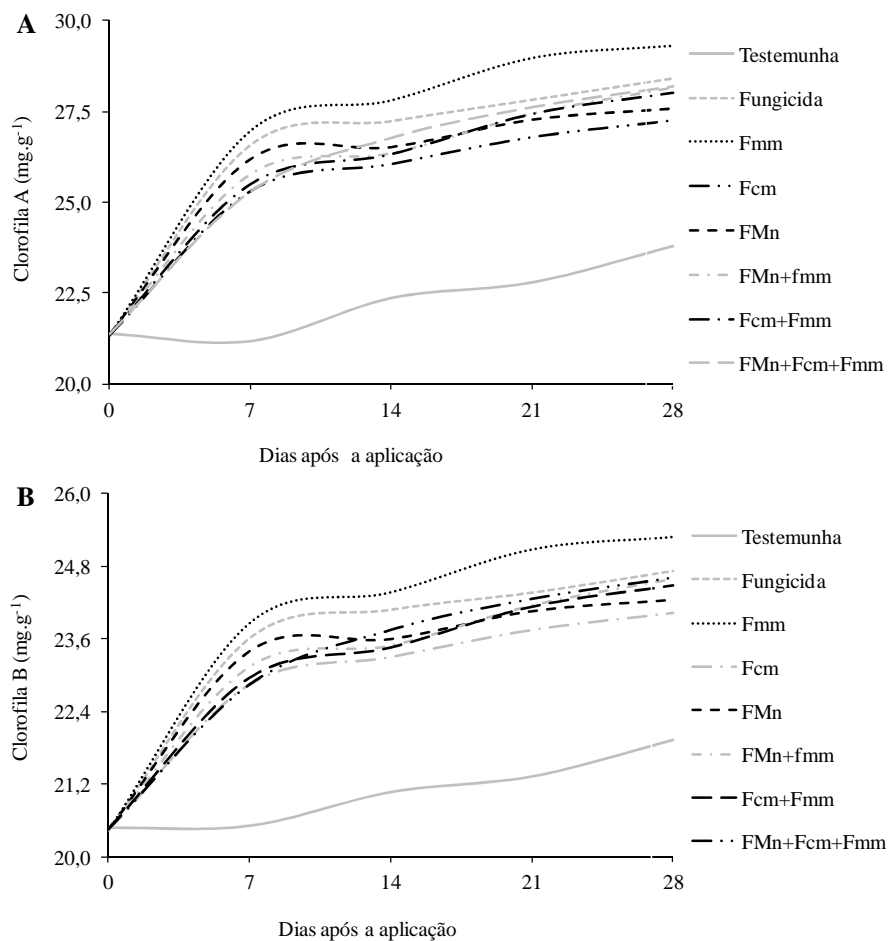 A
30,0
27,5
25,0
22,5
20,0
Clorofila A (mg.g-1)
0 7 14 21 28
Dias após a aplicação
Testemunha
Fungicida
Fmm
Fcm
FMn
FMn+fmm
Fcm+Fmm
FMn+Fcm+Fmm
B
26,0
24,8
23,6
22,4
21,2
20,0
Clorofila B (mg.g-1)
0 7 14 21 28
Dias após a aplicação
Testemunha
Fungicida
Fmm
Fcm
FMn
FMn+fmm
Fcm+Fmm
FMn+Fcm+Fmm